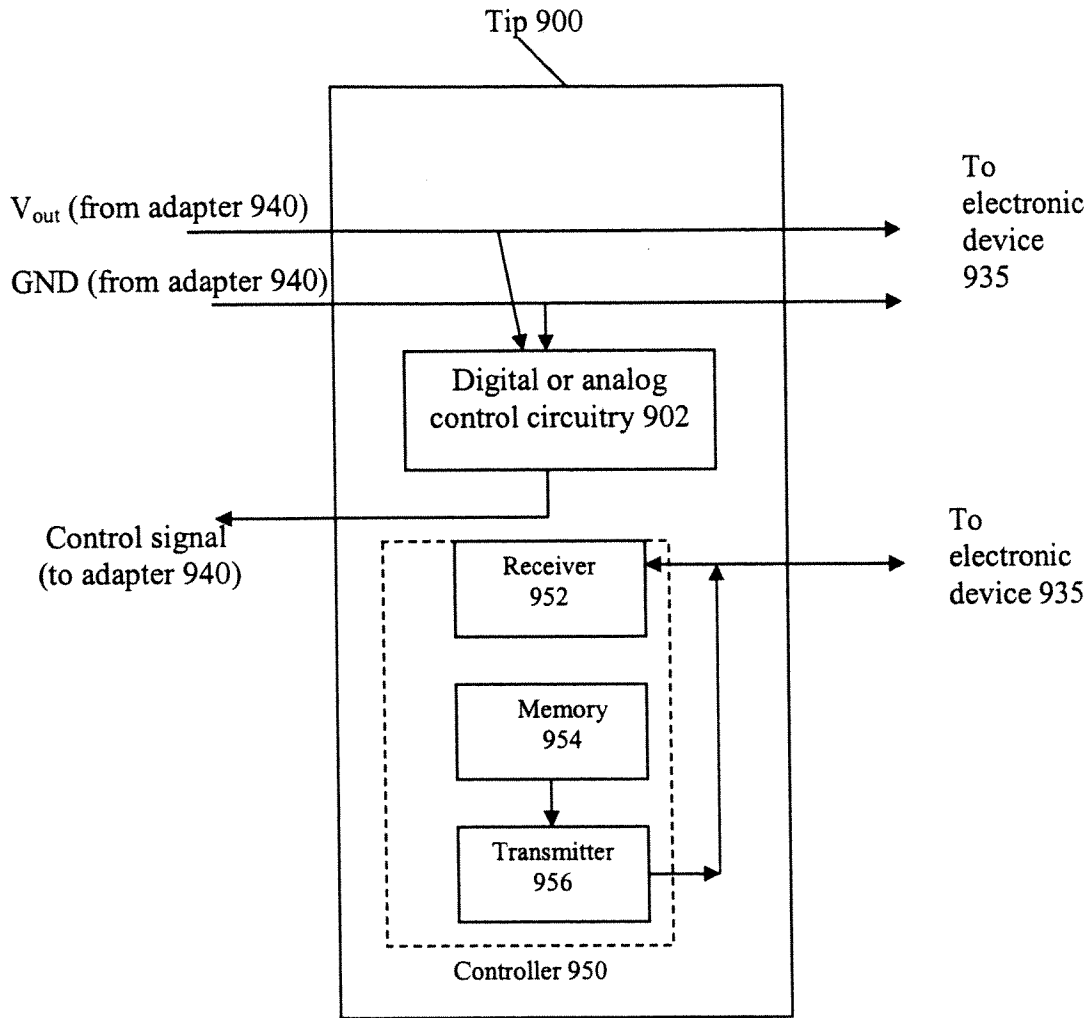 Tip 900
V_out (from adapter 940)
GND (from adapter 940)
To
electronic
device
935
Digital or analog
control circuitry 902
Control signal
(to adapter 940)
To
electronic
device 935
Receiver
952
Memory
954
Transmitter
956
Controller 950